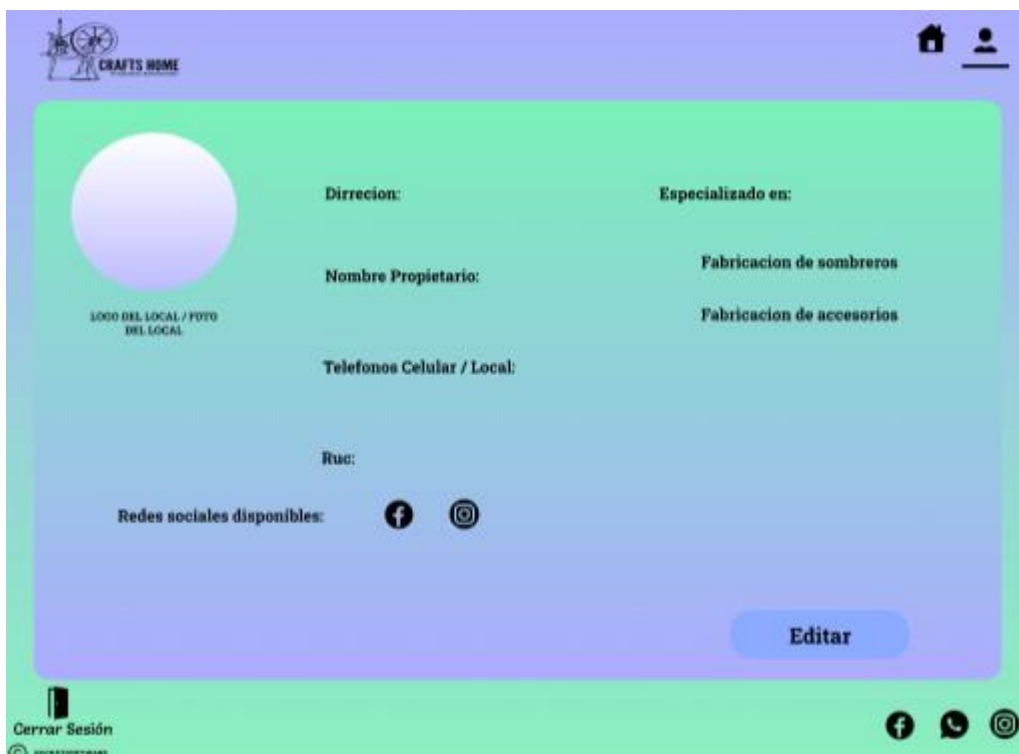 CRAFTS HOME
Dirrecion:
Especializado en:
Nombre Propietario:
Fabricacion de sombreros
LOGO DEL LOCAL / FOTO
DEL LOCAL
Fabricacion de accesorios
Telefonos Celular / Local:
Ruc:
Redes sociales disponibles:
Editar
Cerrar Sesión